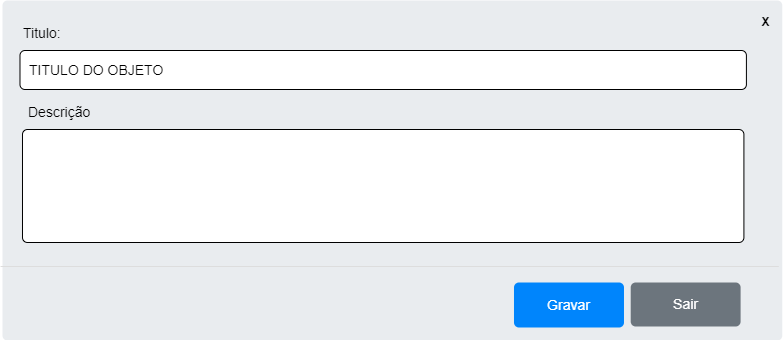 x
Titulo:
TITULO DO OBJETO
Descrição
Gravar
Sair